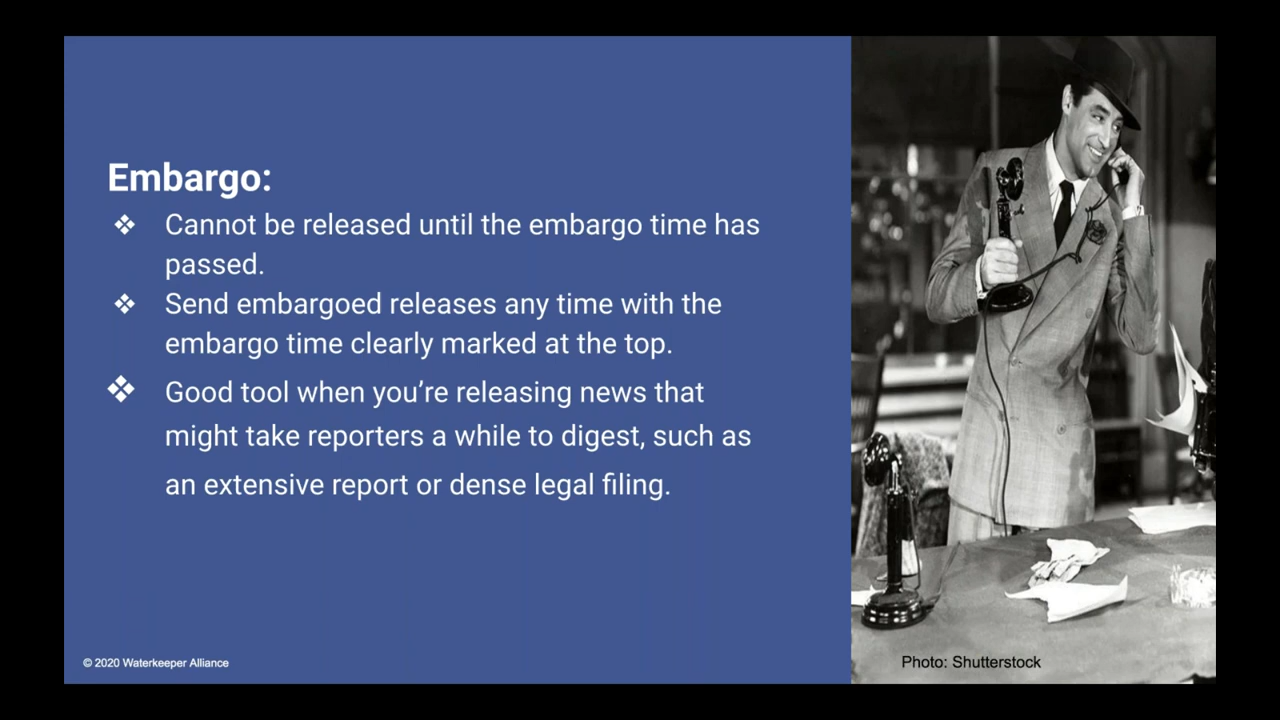 Embargo:
❖ Cannot be released until the embargo time has
passed.
❖ Send embargoed releases any time with the
embargo time clearly marked at the top.
❖ Good tool when you’re releasing news that
might take reporters a while to digest, such as
an extensive report or dense legal filing.
© 2020 Waterkeeper Alliance
Photo: Shutterstock